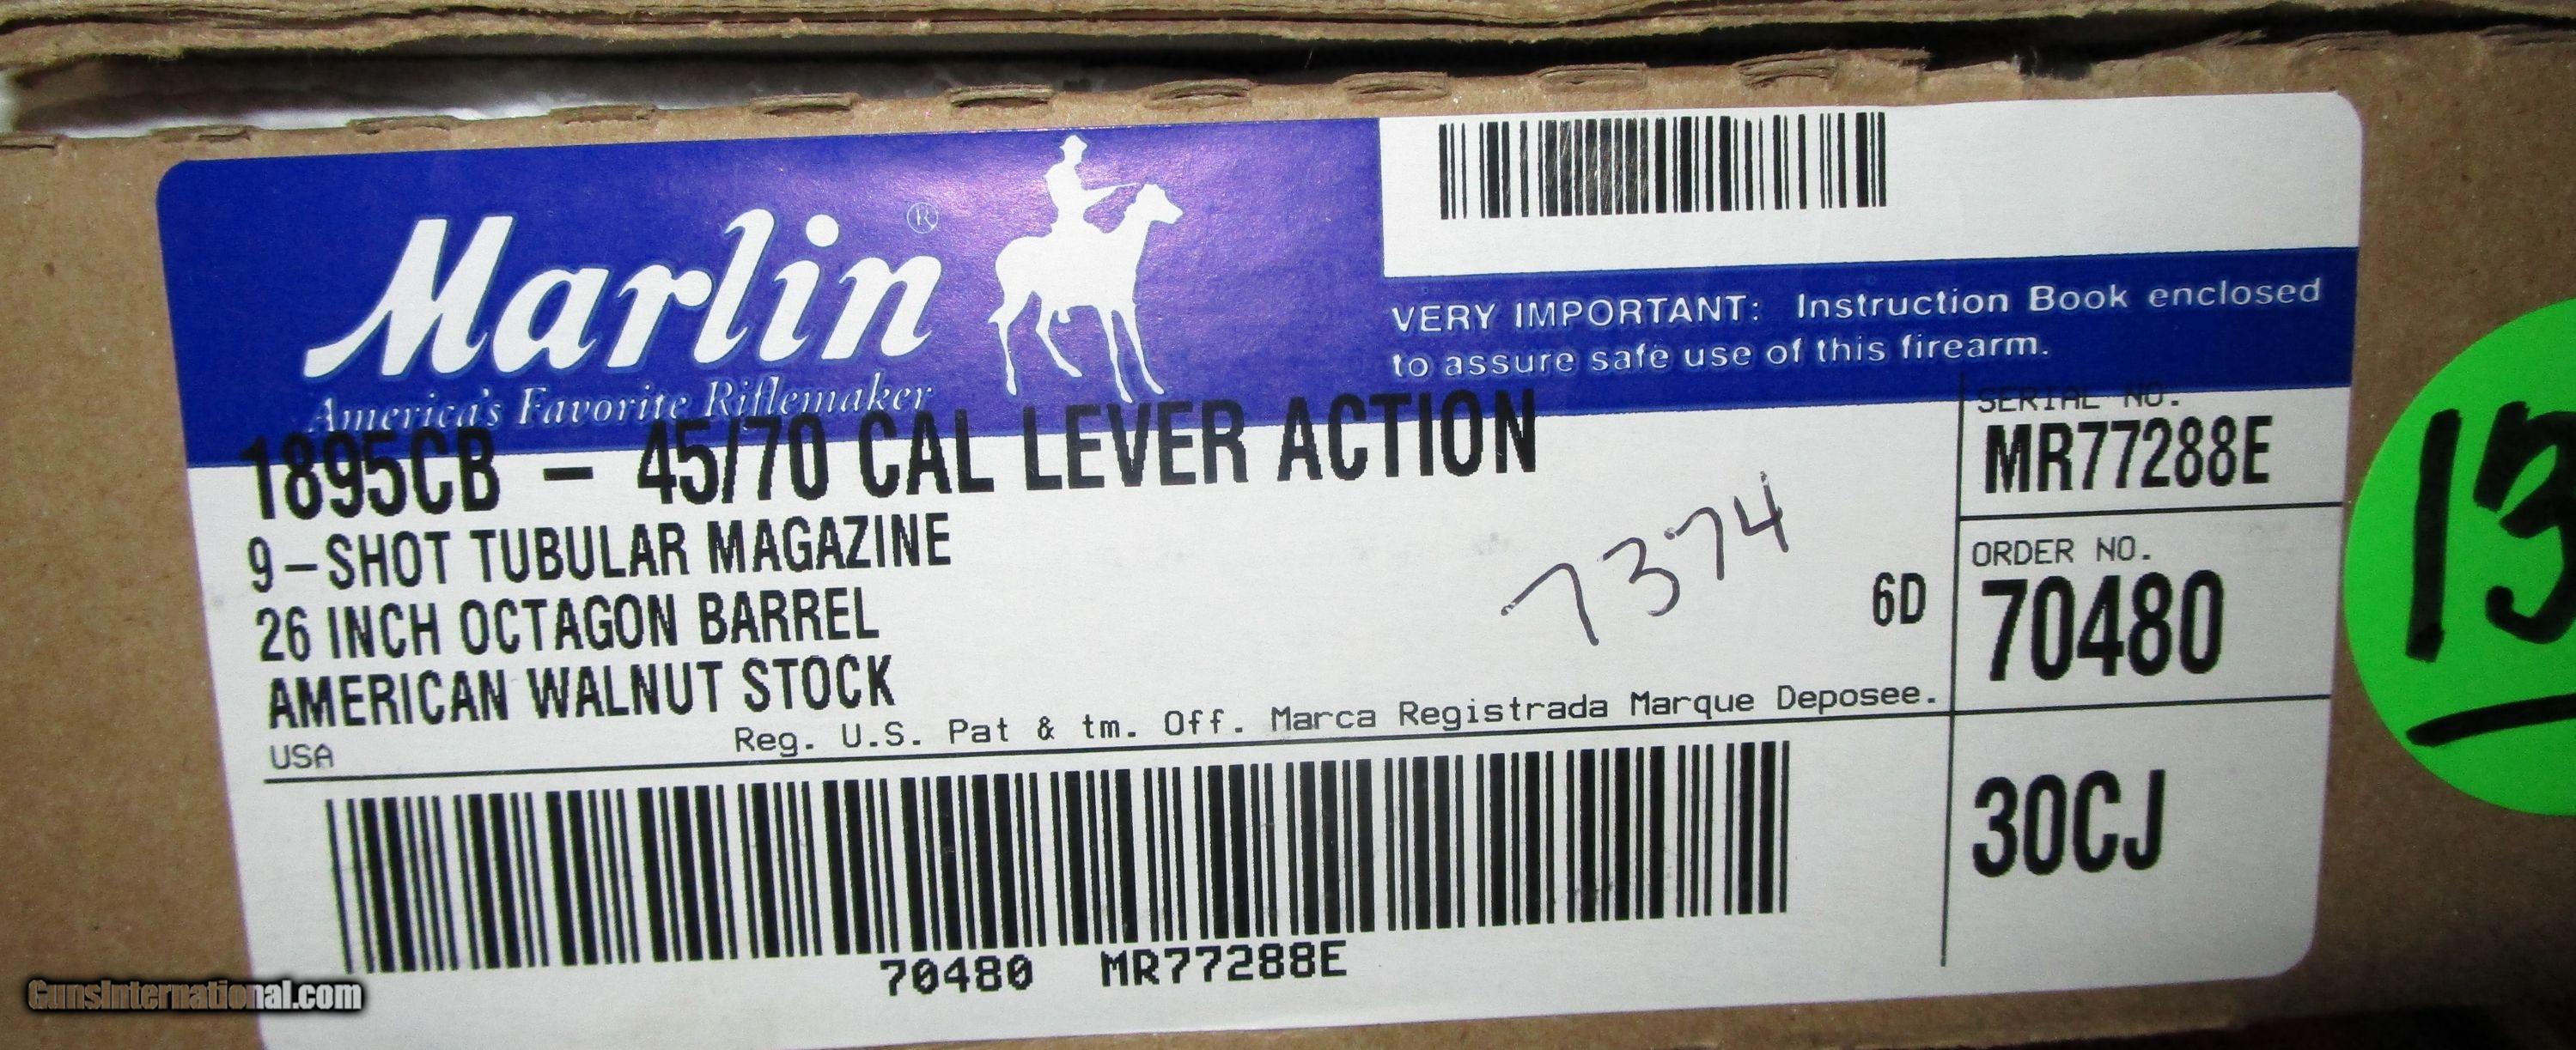 Marlin®
America's Favorite Riflemaker
VERY IMPORTANT: Instruction Book enclosed
to assure safe use of this firearm.
1895CB - 45/70 CAL LEVER ACTION
9-SHOT TUBULAR MAGAZINE
26 INCH OCTAGON BARREL
AMERICAN WALNUT STOCK
USA
Reg. U.S. Pat & tm. Off. Marca Registrada Marque Deposee.
7374
6D
SERIAL NO.
MR77288E
ORDER NO.
70480
30CJ
70480 MR77288E
13
GunsInternational.com